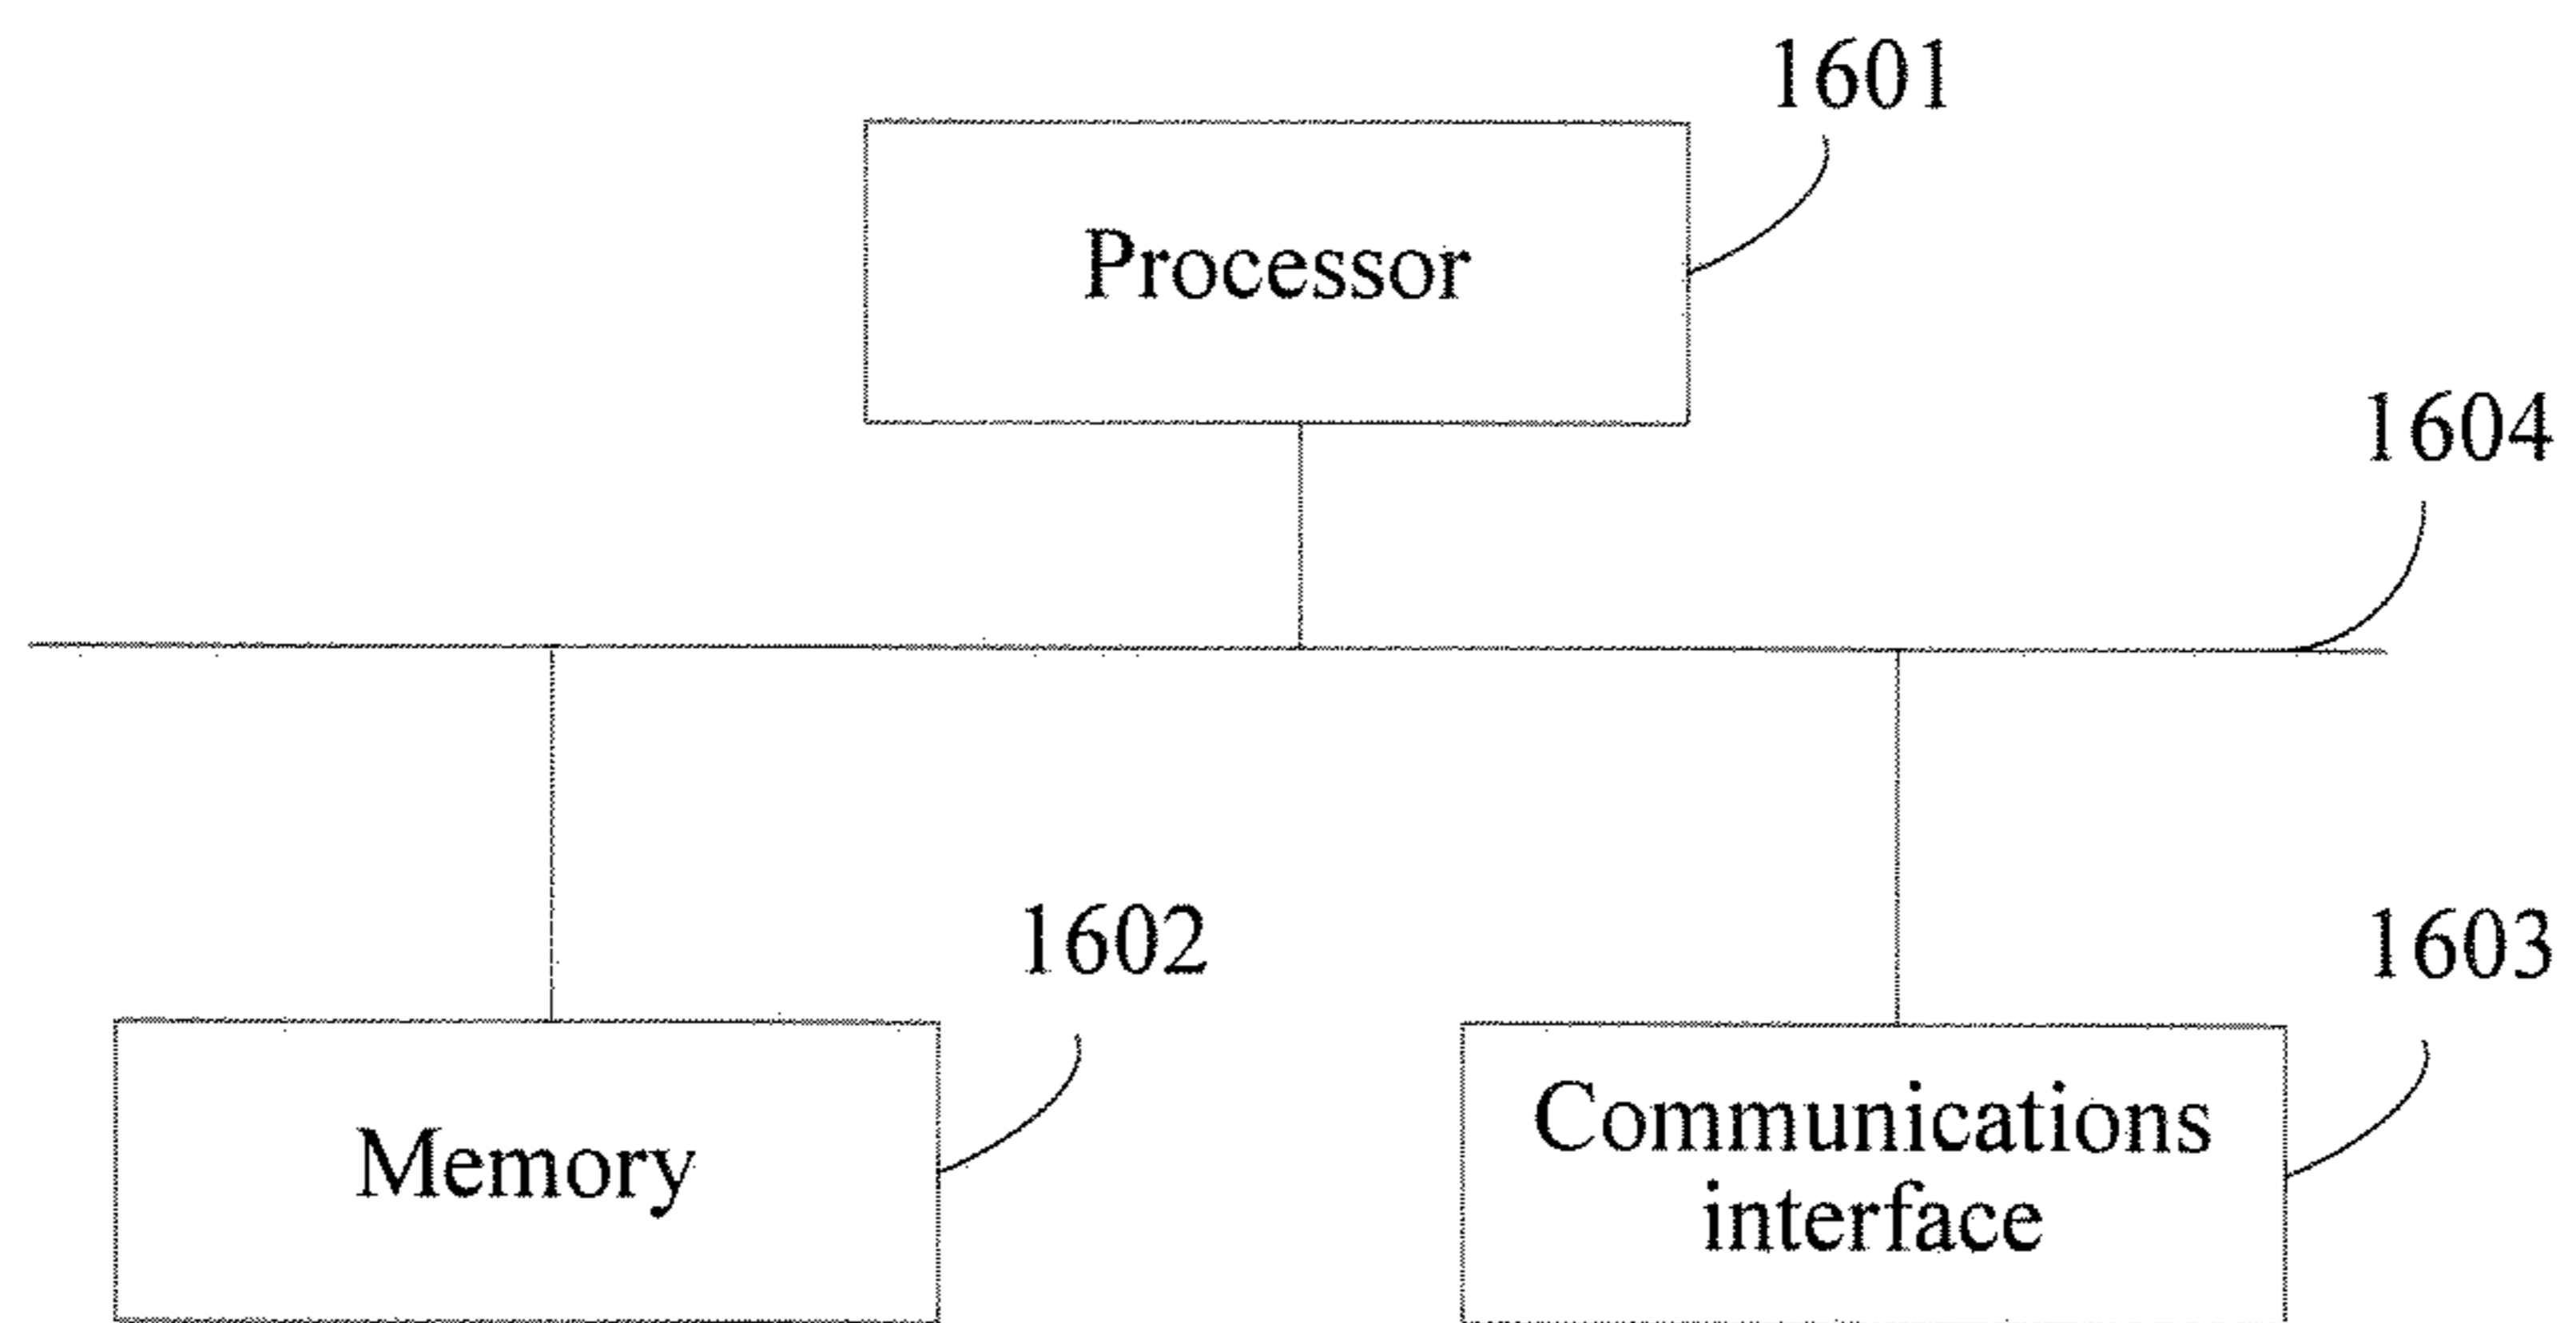 1601
Processor
1604
1602
1603
Memory
Communications
interface